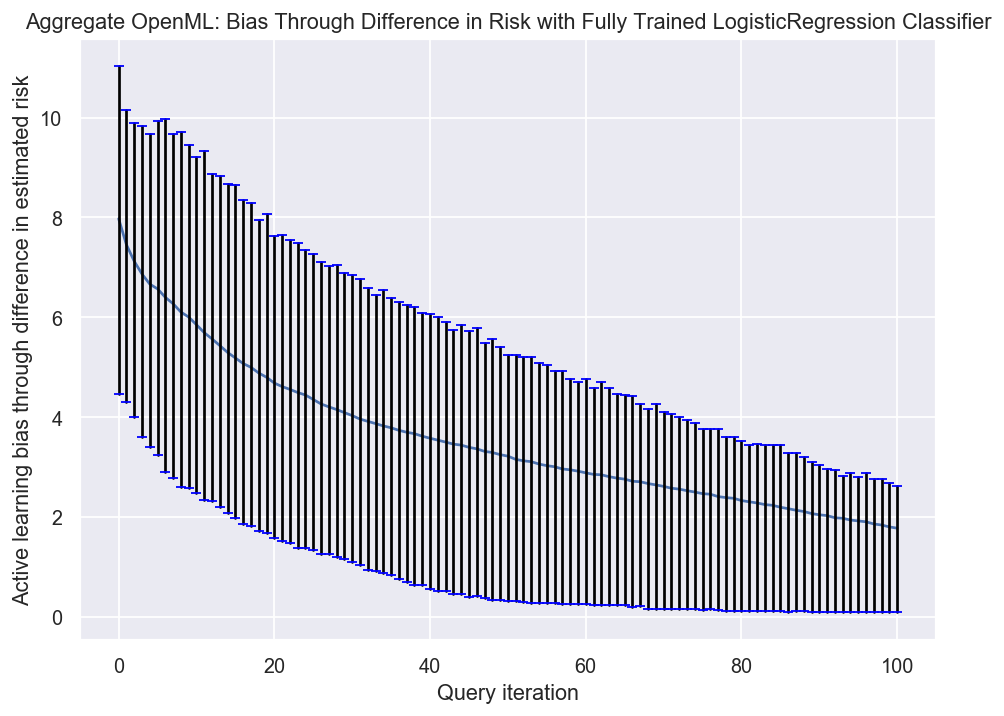 Aggregate OpenML: Bias Through Difference in Risk with Fully Trained LogisticRegression Classifier
Active learning bias through difference in estimated risk
10
8
6
4
2
0
0 20 40 60 80 100
Query iteration